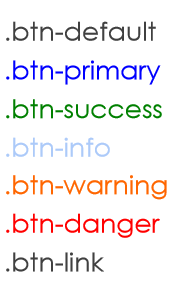 .btn-default
.btn-primary
.btn-success
.btn-info
.btn-warning
.btn-danger
.btn-link